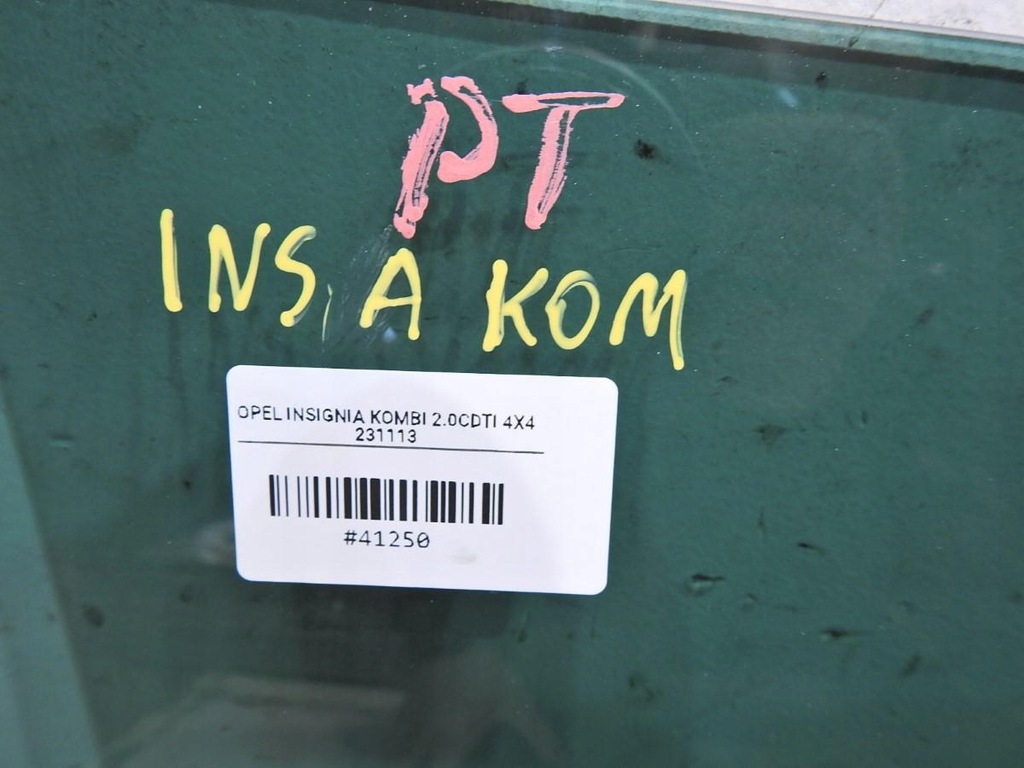 PT
INS, A KOM
OPEL INSIGNIA KOMBI 2.0CDTI 4X4
231113
#41250